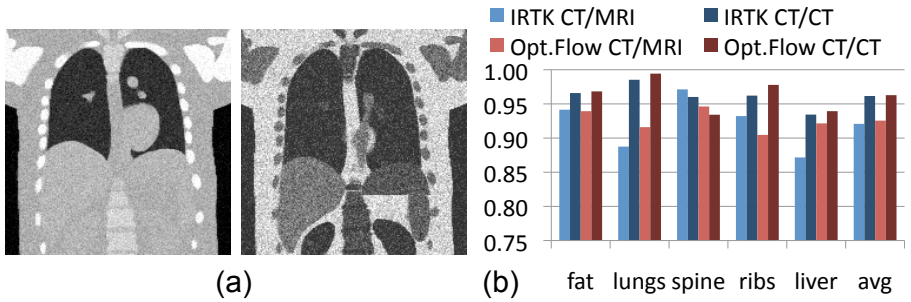 IRTK CT/MRI IRTK CT/CT
Opt.Flow CT/MRI Opt.Flow CT/CT
1.00
0.95
0.90
0.85
0.80
0.75
fat lungs spine ribs liver avg
(a) (b)